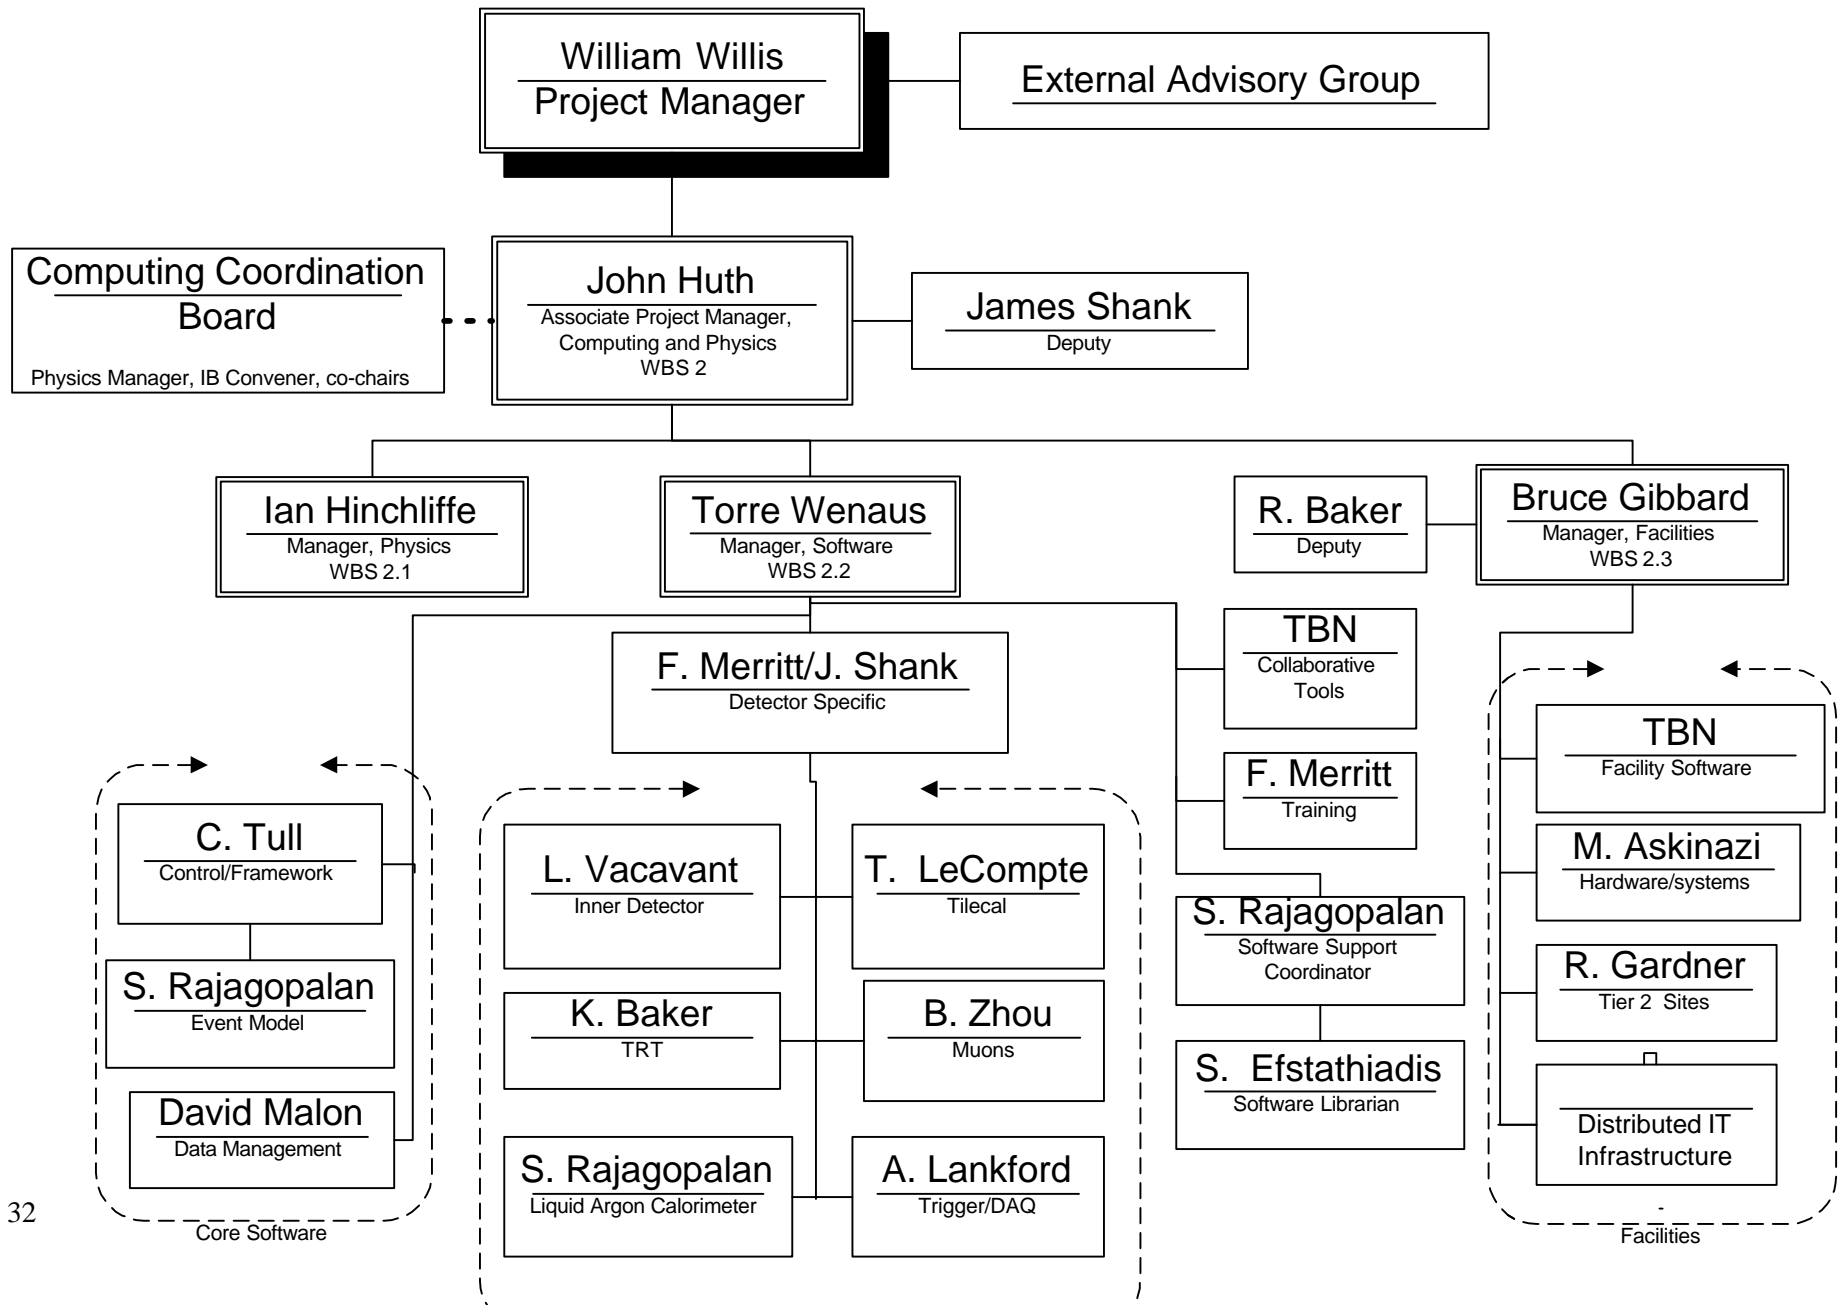 William Willis
Project Manager
External Advisory Group
Computing Coordination
Board
Physics Manager, IB Convener, co-chairs
John Huth
Associate Project Manager,
Computing and Physics
WBS 2
James Shank
Deputy
Ian Hinchliffe
Manager, Physics
WBS 2.1
Torre Wenaus
Manager, Software
WBS 2.2
R. Baker
Deputy
Bruce Gibbard
Manager, Facilities
WBS 2.3
F. Merritt/J. Shank
Detector Specific
TBN
Collaborative
Tools
F. Merritt
Training
C. Tull
Control/Framework
S. Rajagopalan
Event Model
David Malon
Data Management
Core Software
L. Vacavant
Inner Detector
T. LeCompte
Tilecal
K. Baker
TRT
B. Zhou
Muons
S. Rajagopalan
Liquid Argon Calorimeter
A. Lankford
Trigger/DAQ
S. Rajagopalan
Software Support
Coordinator
S. Efstathiadis
Software Librarian
TBN
Facility Software
M. Askinazi
Hardware/systems
R. Gardner
Tier 2 Sites
Distributed IT
Infrastructure
-
Facilities
32